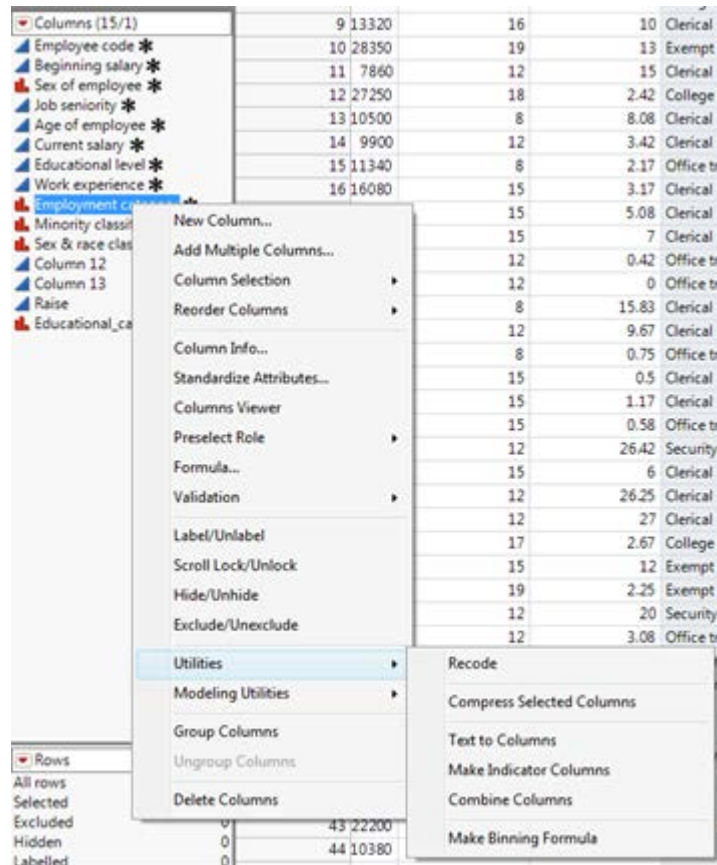 Columns (15/1)
Employee code
Beginning salary
Sex of employee
Job seniority
Age of employee
Current salary
Educational level
Work experience
Employment
Minority
Sex & race
Column 12
Column 13
Raise
Educational_ca
9 13320 16 10 Clerical
10 28350 19 13 Exempt
11 7860 12 15 Clerical
12 27250 18 2.42 College
13 10500 8 8.08 Clerical
14 9900 12 3.42 Clerical
15 11340 8 2.17 Office
16 16080 15 3.17 Clerical
15 5.08 Clerical
15 7 Clerical
12 0.42 Office
12 0 Office
8 15.83 Clerical
12 9.67 Clerical
8 0.75 Office
15 0.5 Clerical
15 1.17 Clerical
15 0.58 Office
12 26.42 Security
15 6 Clerical
12 26.25 Clerical
12 27 Clerical
17 2.67 College
15 12 Exempt
19 2.25 Exempt
12 20 Security
12 3.08 Office
New Column...
Add Multiple Columns...
Column Selection
Reorder Columns
Column Info...
Standardize Attributes...
Columns Viewer
Preselect Role
Formula...
Validation
Label/Unlabel
Scroll Lock/Unlock
Hide/Unhide
Exclude/Unexclude
Utilities
Modeling Utilities
Group Columns
Ungroup Columns
Delete Columns
Recode
Compress Selected Columns
Text to Columns
Make Indicator Columns
Combine Columns
Make Binning Formula
Rows
All rows
Selected
Excluded 0
Hidden 0
Labelled 0
43 22200
44 10380